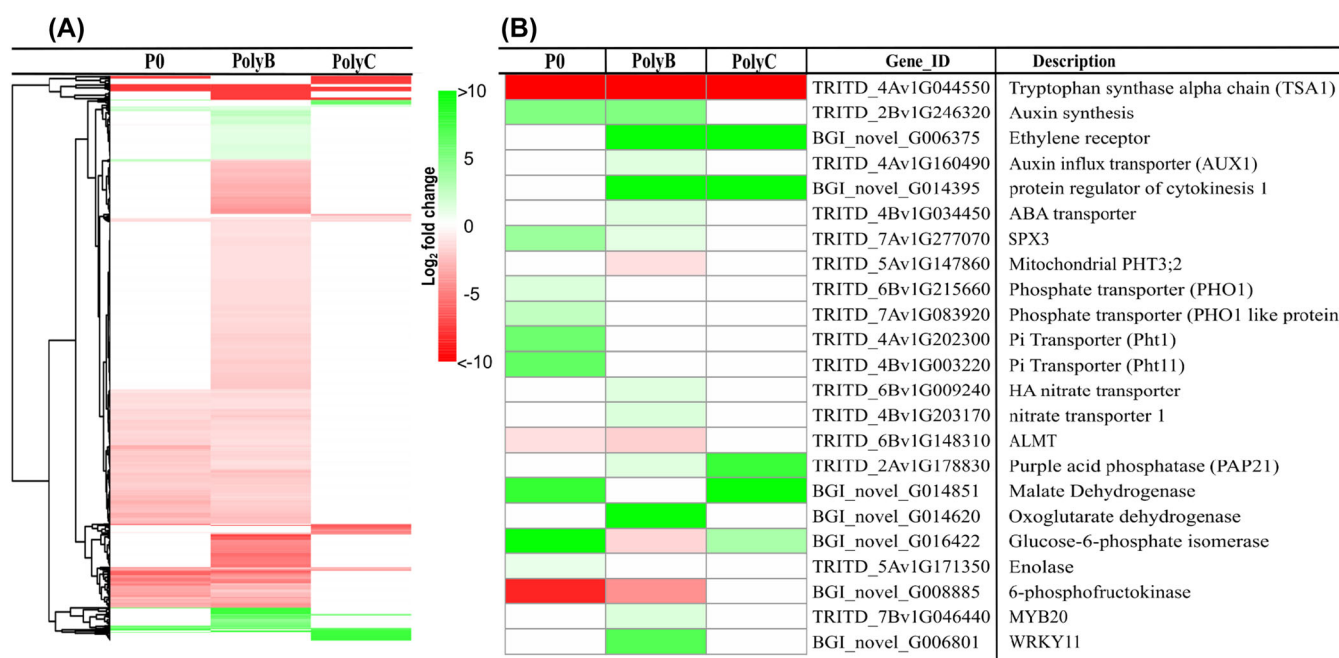 (A)
P0 PolyB PolyC
>10
5
0
-5
<-10
Log2 fold change
(B)
P0 PolyB PolyC Gene_ID Description
TRITD_4Av1G044550 Tryptophan synthase alpha chain (TSA1)
TRITD_2Bv1G246320 Auxin synthesis
BGI_novel_G006375 Ethylene receptor
TRITD_4Av1G160490 Auxin influx transporter (AUX1)
BGI_novel_G014395 protein regulator of cytokinesis 1
TRITD_4Bv1G034450 ABA transporter
TRITD_7Av1G277070 SPX3
TRITD_5Av1G147860 Mitochondrial PHT3;2
TRITD_6Bv1G215660 Phosphate transporter (PHO1)
TRITD_7Av1G083920 Phosphate transporter (PHO1 like protein
TRITD_4Av1G202300 Pi Transporter (Pht1)
TRITD_4Bv1G003220 Pi Transporter (Pht11)
TRITD_6Bv1G009240 HA nitrate transporter
TRITD_4Bv1G203170 nitrate transporter 1
TRITD_6Bv1G148310 ALMT
TRITD_2Av1G178830 Purple acid phosphatase (PAP21)
BGI_novel_G014851 Malate Dehydrogenase
BGI_novel_G014620 Oxoglutarate dehydrogenase
BGI_novel_G016422 Glucose-6-phosphate isomerase
TRITD_5Av1G171350 Enolase
BGI_novel_G008885 6-phosphofructokinase
TRITD_7Bv1G046440 MYB20
BGI_novel_G006801 WRKY11